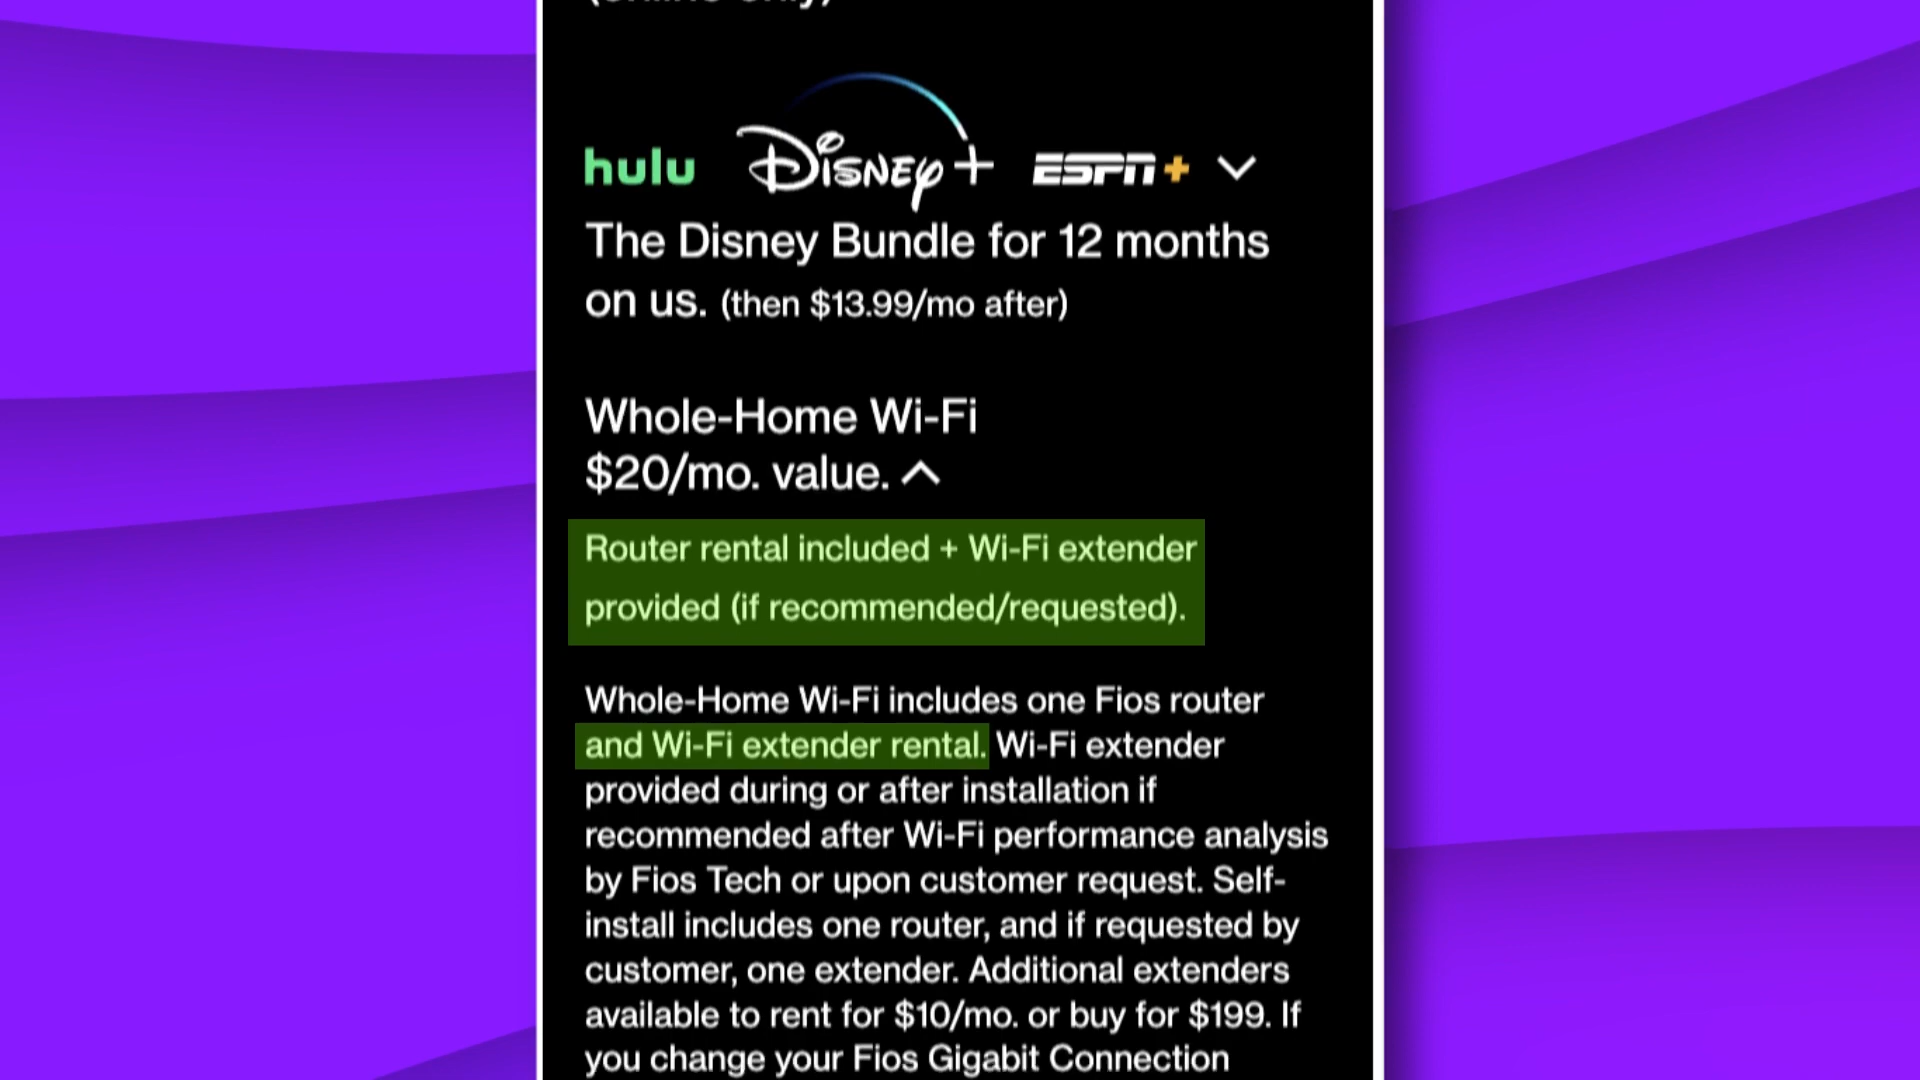 hulu Disney+ ESPN+
The Disney Bundle for 12 months
on us. (then $13.99/mo after)
Whole-Home Wi-Fi
$20/mo. value.
Router rental included + Wi-Fi extender
provided (if recommended/requested).
Whole-Home Wi-Fi includes one Fios router
and Wi-Fi extender rental. Wi-Fi extender
provided during or after installation if
recommended after Wi-Fi performance analysis
by Fios Tech or upon customer request. Self-
install includes one router, and if requested by
customer, one extender. Additional extenders
available to rent for $10/mo. or buy for $199. If
you change your Fios Gigabit Connection